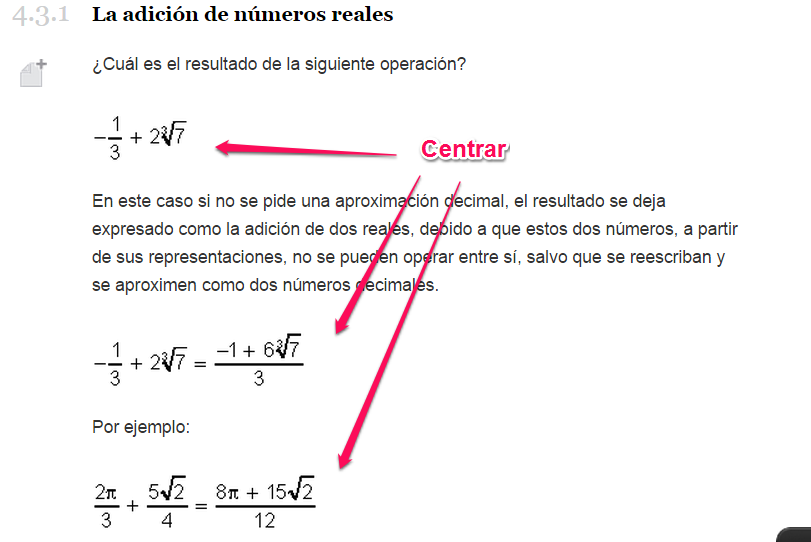 4.3.1 La adición de números reales
¿Cuál es el resultado de la siguiente operación?
−1/3 + 2∛7
Centrar
En este caso si no se pide una aproximación decimal, el resultado se deja
expresado como la adición de dos reales, debido a que estos dos números, a partir
de sus representaciones, no se pueden operar entre sí, salvo que se reescriban y
se aproximen como dos números decimales.
−1/3 + 2∛7 = (−1 + 6∛7)/3
Por ejemplo:
2π/3 + 5√2/4 = (8π + 15√2)/12